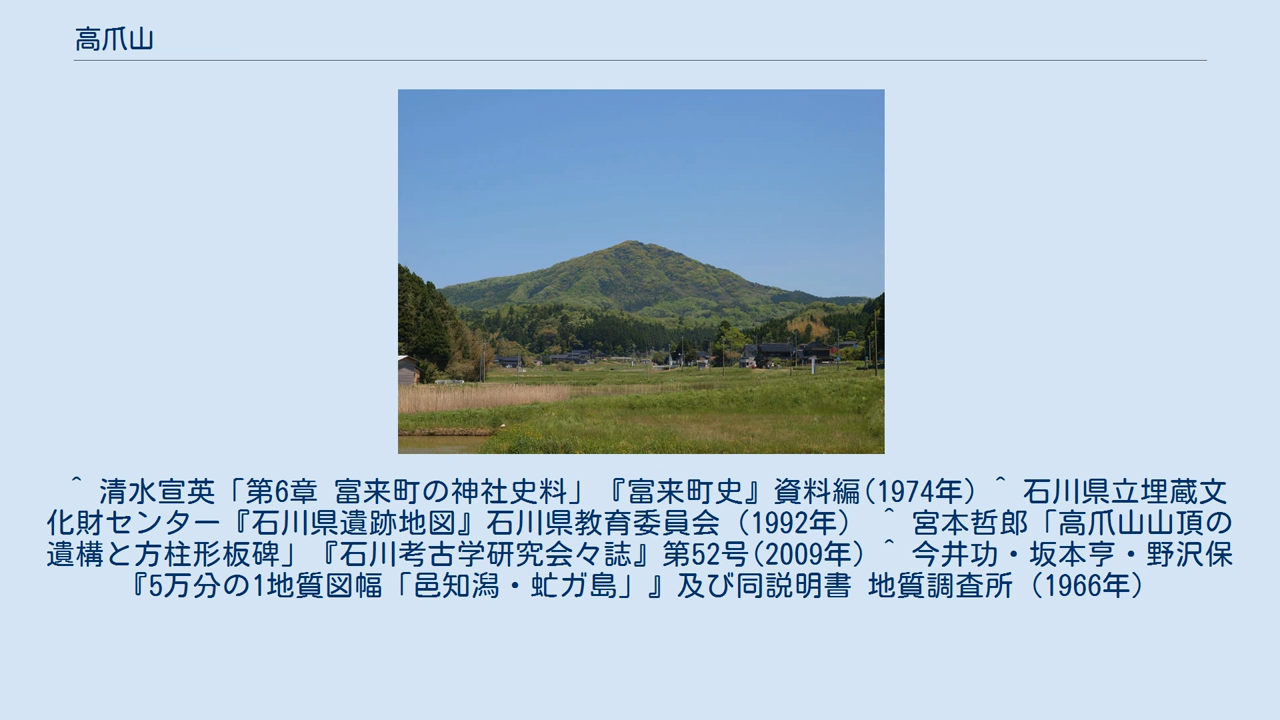 高爪山
^ 清水宣英「第6章 富来町の神社史料」『富来町史』資料編(1974年) ^ 石川県立埋蔵文
化財センター『石川県遺跡地図』石川県教育委員会 (1992年) ^ 宮本哲郎「高爪山山頂の
遺構と方柱形板碑」『石川考古学研究会々誌』第52号(2009年) ^ 今井功・坂本亨・野沢保
『5万分の1地質図幅「邑知潟・虻ガ島」』及び同説明書 地質調査所 (1966年)